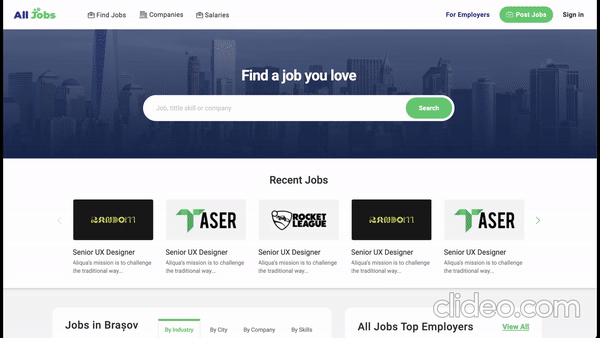 All Jobs
Find Jobs
Companies
Salaries
For Employers
Post Jobs
Sign in
Find a job you love
Job, tittle skill or company
Search
Recent Jobs
RANDOM
TASER
ROCKET
LEAGUE
RANDOM
TASER
Senior UX Designer
Aliqua's mission is to challenge
the traditional way...
Senior UX Designer
Aliqua's mission is to challenge
the traditional way...
Senior UX Designer
Aliqua's mission is to challenge
the traditional way...
Senior UX Designer
Aliqua's mission is to challenge
the traditional way...
Senior UX Designer
Aliqua's mission is to challenge
the traditional way...
Jobs in Brașov
By Industry
By City
By Company
By Skills
All Jobs Top Employers
View All
clideo.com